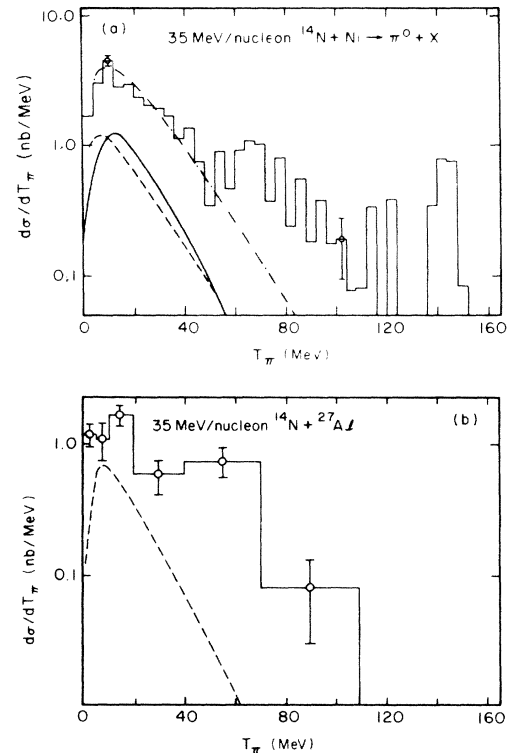 10.0
(a)
35 MeV/nucleon ¹⁴N + Ni → π⁰ + X
1.0
0.1
dσ/dT_π (nb/MeV)
0 40 80 120 160
T_π (MeV)
(b)
35 MeV/nucleon ¹⁴N + ²⁷Al
1.0
0.1
dσ/dT_π (nb/MeV)
0 40 80 120 160
T_π (MeV)